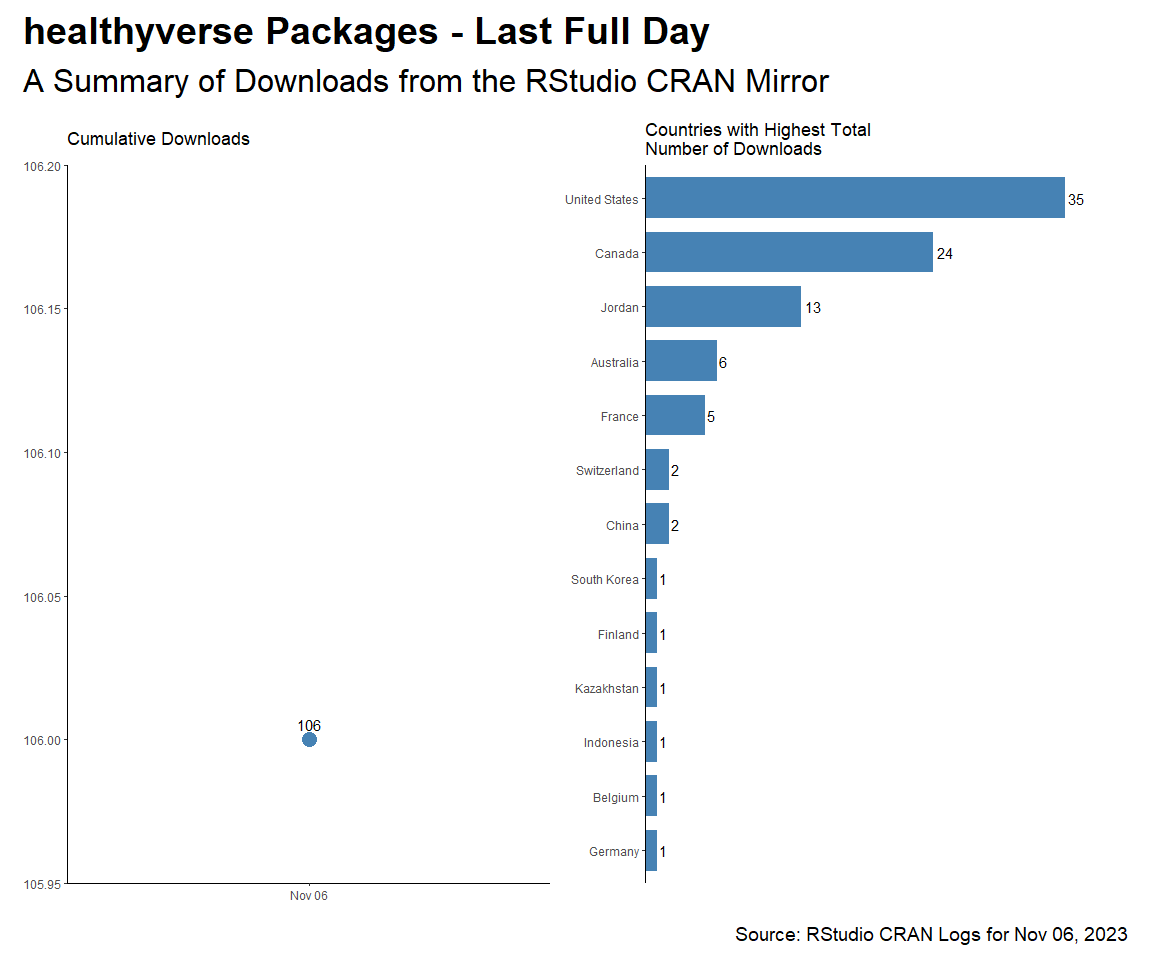 healthyverse Packages - Last Full Day
A Summary of Downloads from the RStudio CRAN Mirror
Cumulative Downloads
106.20
106.15
106.10
106.05
106.00
105.95
106
Nov 06
Countries with Highest Total
Number of Downloads
United States 35
Canada 24
Jordan 13
Australia 6
France 5
Switzerland 2
China 2
South Korea 1
Finland 1
Kazakhstan 1
Indonesia 1
Belgium 1
Germany 1
Source: RStudio CRAN Logs for Nov 06, 2023